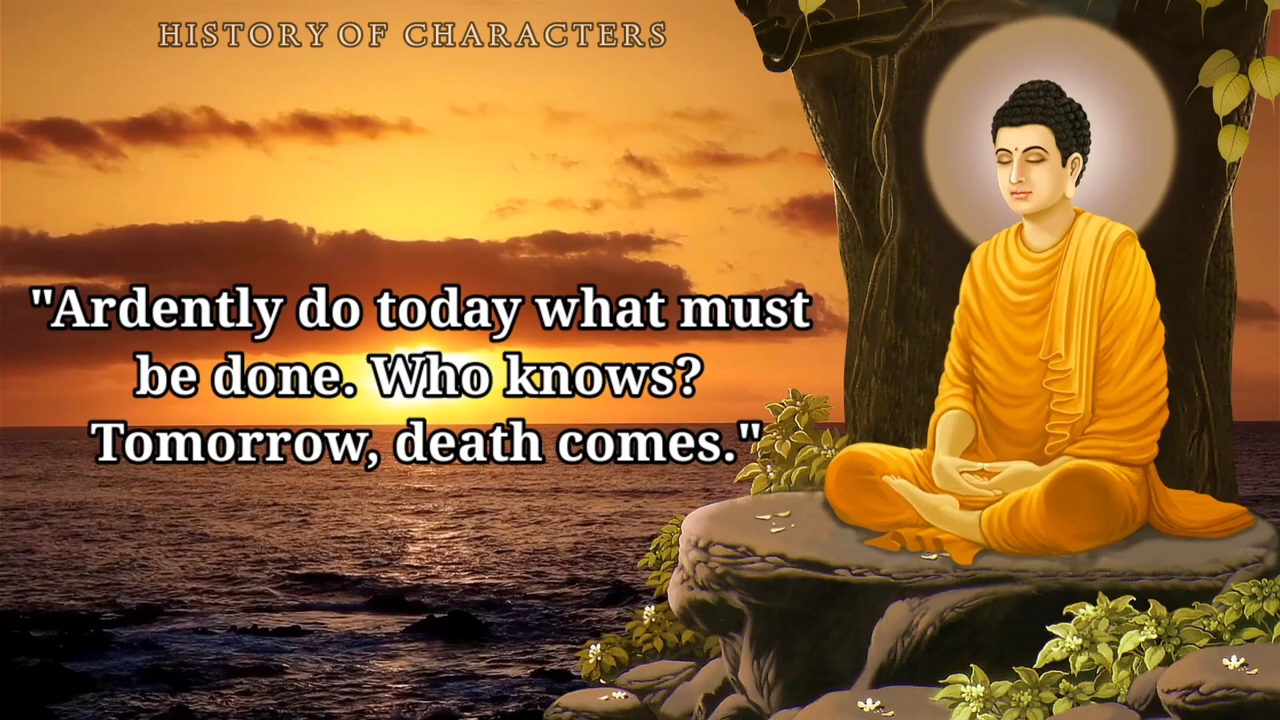 HISTORY OF CHARACTERS
"Ardently do today what must
be done. Who knows?
Tomorrow, death comes."